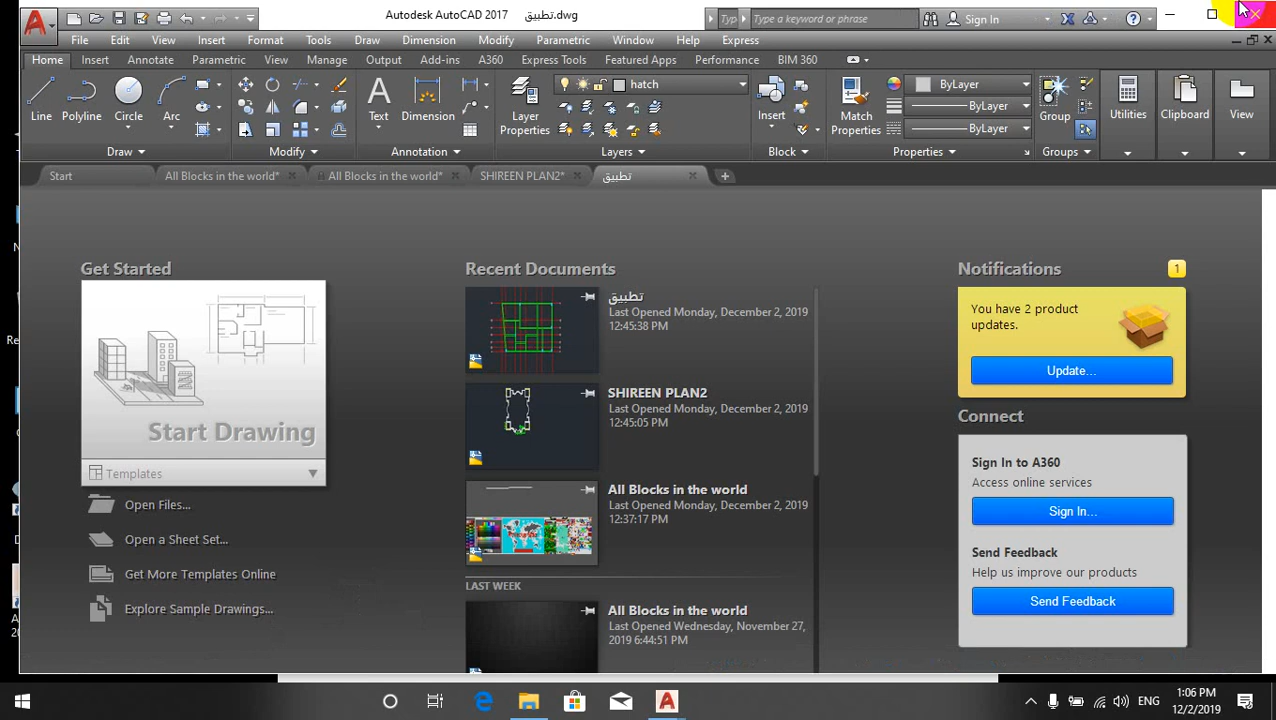 Autodesk AutoCAD 2017 تطبيق.dwg
Type a keyword or phrase
Sign In
File Edit View Insert Format Tools Draw Dimension Modify Parametric Window Help Express
Home Insert Annotate Parametric View Manage Output Add-ins A360 Express Tools Featured Apps Performance BIM 360
hatch
ByLayer
ByLayer
ByLayer
Line Polyline Circle Arc Text Dimension Layer Properties Insert Match Properties Group Utilities Clipboard View
Draw Modify Annotation Layers Block Properties Groups
Start All Blocks in the world* All Blocks in the world* SHIREEN PLAN2* تطبيق
Get Started
Start Drawing
Templates
Open Files...
Open a Sheet Set...
Get More Templates Online
Explore Sample Drawings...
Recent Documents
تطبيق
Last Opened Monday, December 2, 2019
12:45:38 PM
SHIREEN PLAN2
Last Opened Monday, December 2, 2019
12:45:05 PM
All Blocks in the world
Last Opened Monday, December 2, 2019
12:37:17 PM
LAST WEEK
All Blocks in the world
Last Opened Wednesday, November 27,
2019 6:44:51 PM
Notifications 1
You have 2 product
updates.
Update...
Connect
Sign In to A360
Access online services
Sign In...
Send Feedback
Help us improve our products
Send Feedback
ENG
1:06 PM
12/2/2019